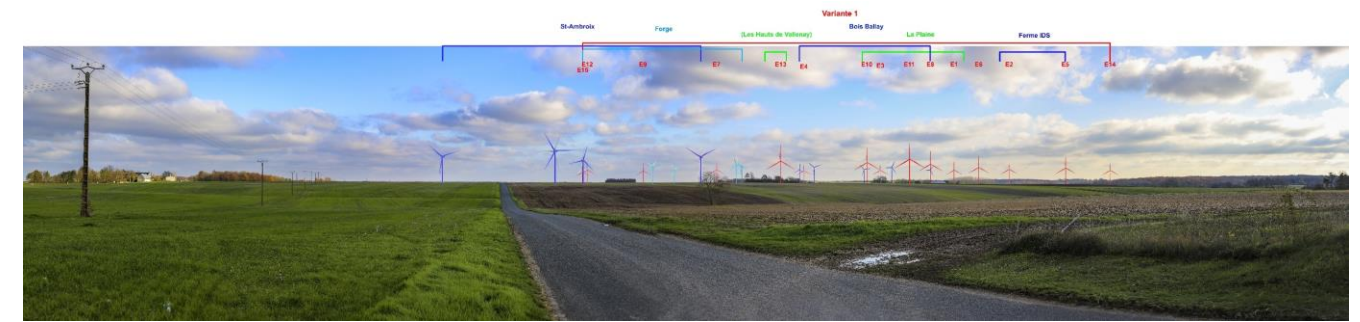 Variante 1
St-Ambroix
Forge
(Les Hauts de Vallenay)
Bois Ballay
La Plaine
Ferme IDS
E12
E15
E9
E7
E13
E4
E10
E3
E11
E8
E1
E6
E2
E5
E14